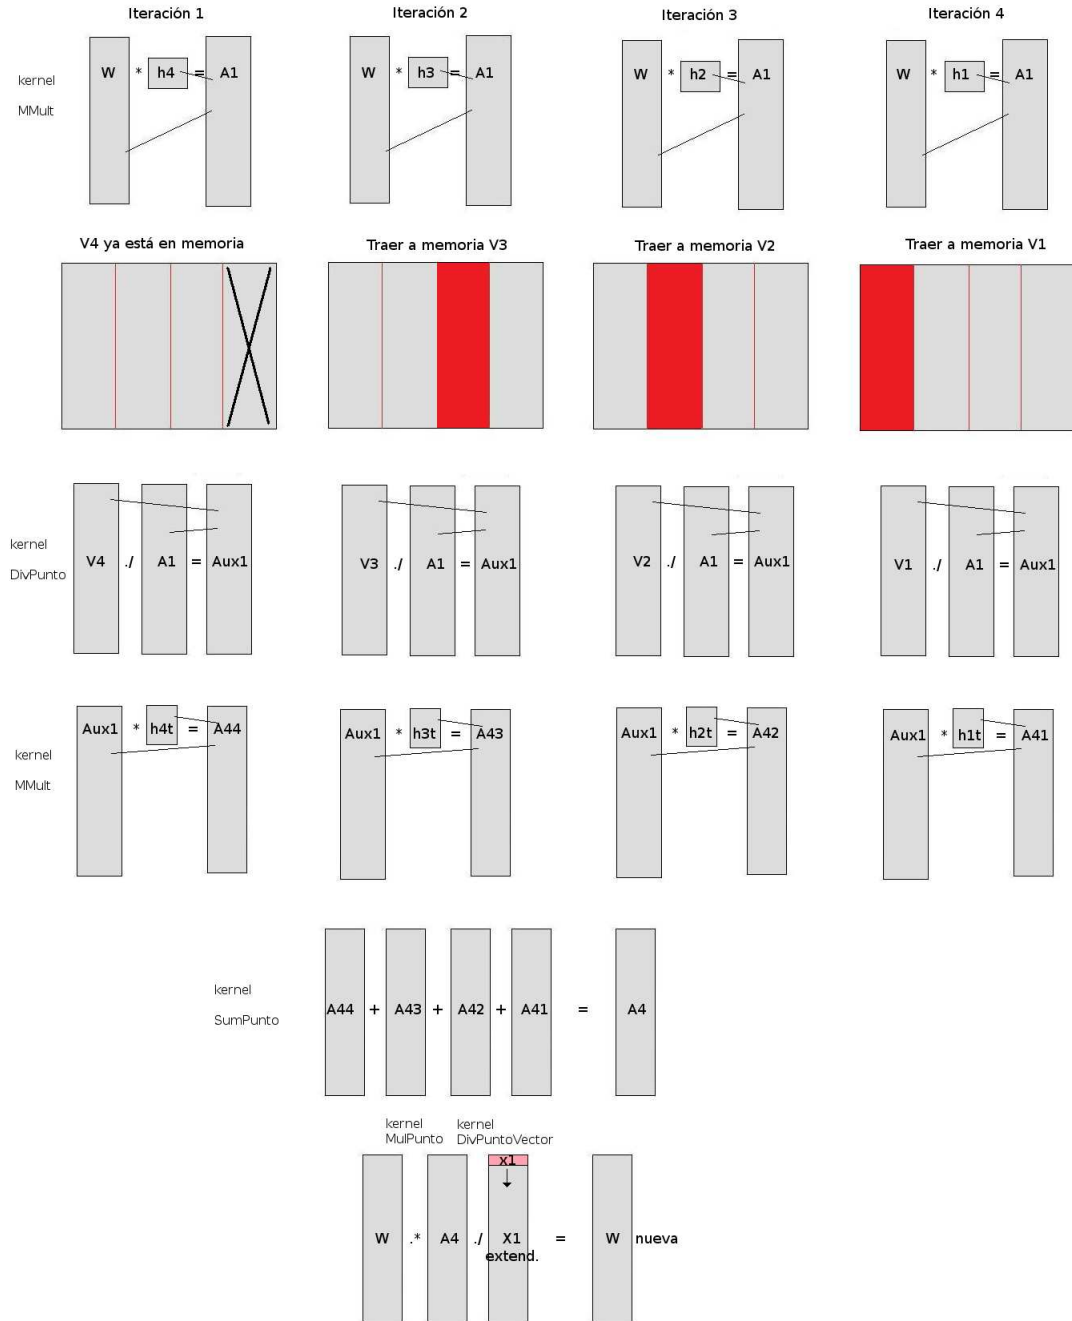 Iteración 1 Iteración 2 Iteración 3 Iteración 4
kernel
MMult
W * h4 = A1 W * h3 = A1 W * h2 = A1 W * h1 = A1
V4 ya está en memoria Traer a memoria V3 Traer a memoria V2 Traer a memoria V1
kernel
DivPunto
V4 ./ A1 = Aux1 V3 ./ A1 = Aux1 V2 ./ A1 = Aux1 V1 ./ A1 = Aux1
kernel
MMult
Aux1 * h4t = A44 Aux1 * h3t = A43 Aux1 * h2t = A42 Aux1 * h1t = A41
kernel
SumPunto
A44 + A43 + A42 + A41 = A4
kernel
MulPunto
kernel
DivPuntoVector
x1
W .* A4 ./ X1 extend. = W nueva